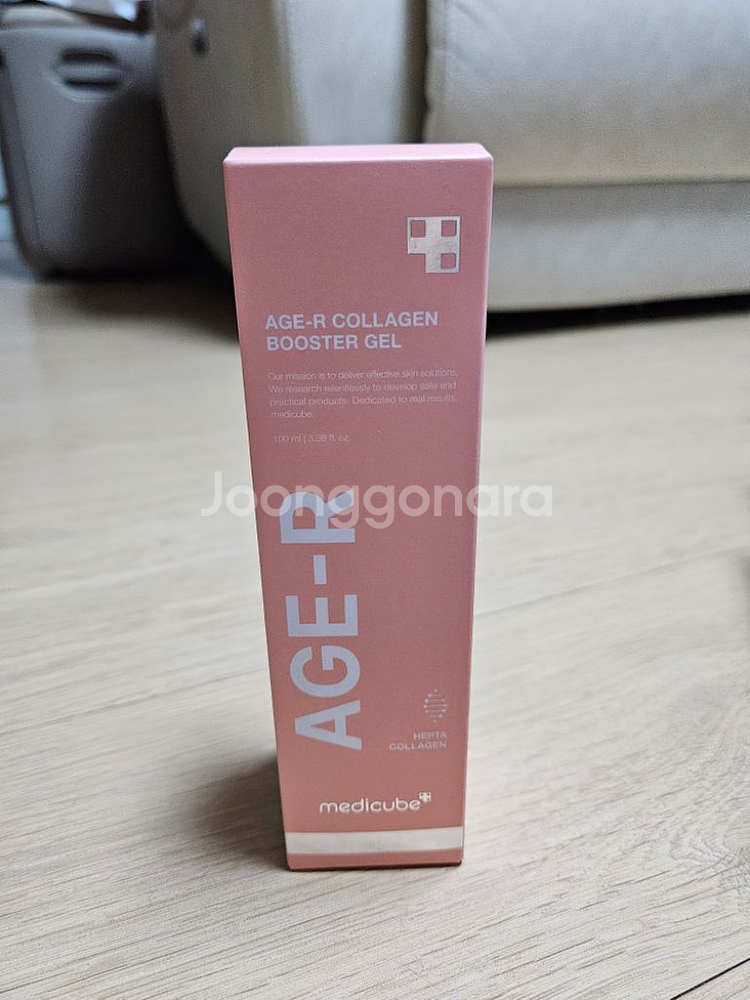 AGE-R COLLAGEN
BOOSTER GEL
Our mission is to deliver effective skin solutions.
We research relentlessly to develop safe and
practical products. Dedicated to real results,
medicube.
100 ml | 3.38 fl. oz.
Joonggonara
AGE-R
HEPTA
COLLAGEN
medicube